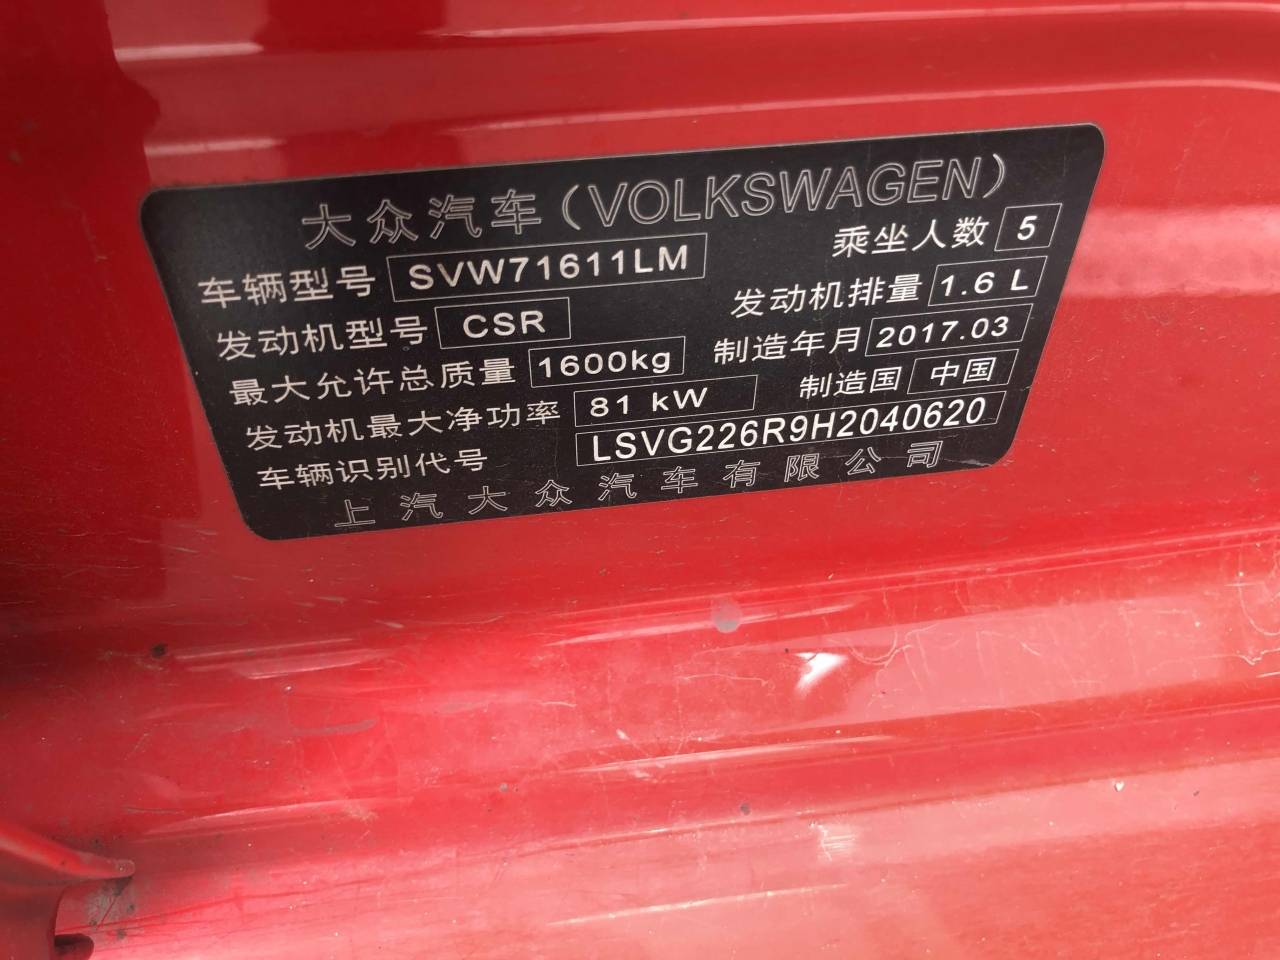 大众汽车（VOLKSWAGEN）
车辆型号 SVW71611LM 乘坐人数 5
发动机型号 CSR 发动机排量 1.6 L
最大允许总质量 1600kg 制造年月 2017.03
发动机最大净功率 81 kW 制造国 中国
车辆识别代号 LSVG226R9H2040620
上汽大众汽车有限公司